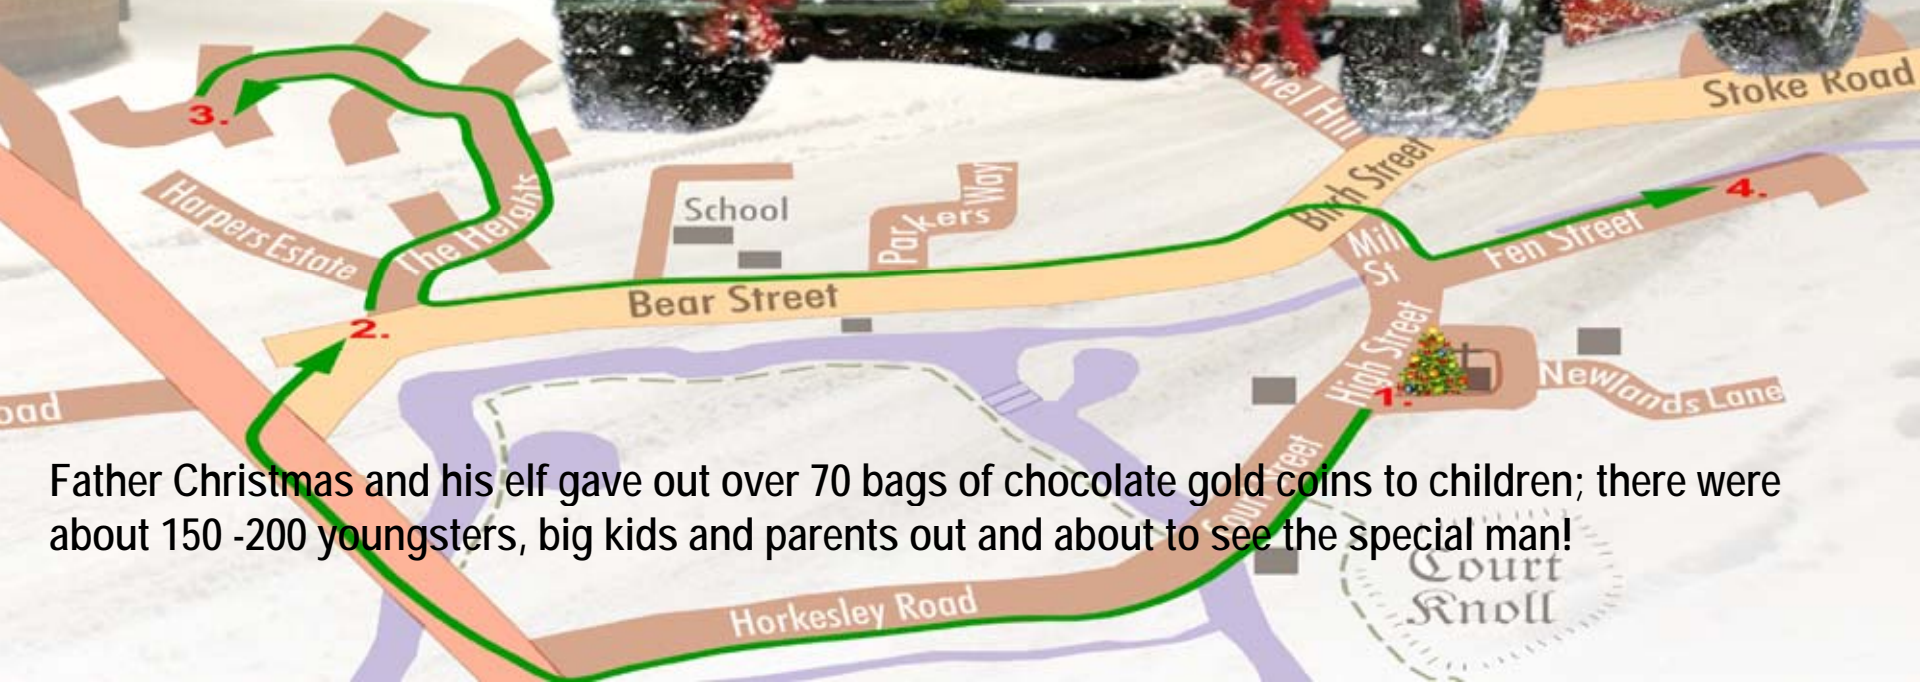 Stoke Road
3.
Birch Street
4.
Harpers Estate
The Heights
School
Parkers Way
Mill
St
Fen Street
Bear Street
2.
High Street
1.
Newlands Lane
Father Christmas and his elf gave out over 70 bags of chocolate gold coins to children; there were
about 150 -200 youngsters, big kids and parents out and about to see the special man!
Court
Knoll
Horkesley Road